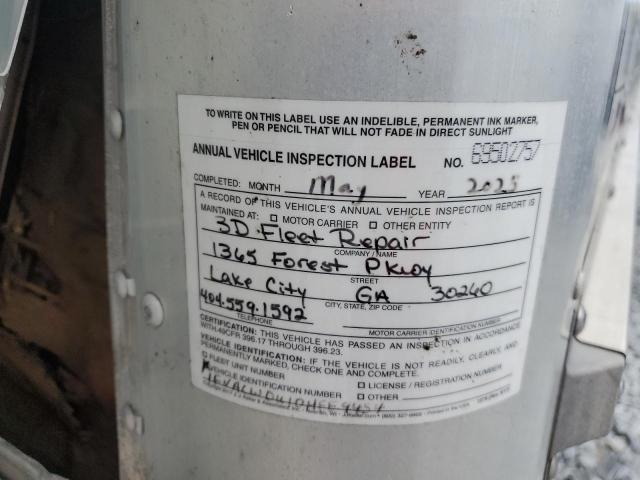 TO WRITE ON THIS LABEL USE AN INDELIBLE, PERMANENT INK MARKER,
PEN OR PENCIL THAT WILL NOT FADE IN DIRECT SUNLIGHT
ANNUAL VEHICLE INSPECTION LABEL NO. 69502757
COMPLETED: MONTH May YEAR 2025
A RECORD OF THIS VEHICLE'S ANNUAL VEHICLE INSPECTION REPORT IS
MAINTAINED AT: ☐ MOTOR CARRIER ☐ OTHER ENTITY
3D Fleet Repair
COMPANY / NAME
1365 Forest Pkwy
STREET
Lake City GA 30260
CITY, STATE, ZIP CODE
404.559.1592
TELEPHONE MOTOR CARRIER IDENTIFICATION NUMBER
CERTIFICATION: THIS VEHICLE HAS PASSED AN INSPECTION IN ACCORDANCE
WITH 49CFR 396.17 THROUGH 396.23.
VEHICLE IDENTIFICATION: IF THE VEHICLE IS NOT READILY, CLEARLY, AND
PERMANENTLY MARKED, CHECK ONE AND COMPLETE.
☐ FLEET UNIT NUMBER ☐ LICENSE / REGISTRATION NUMBER
VEHICLE IDENTIFICATION NUMBER ☐ OTHER